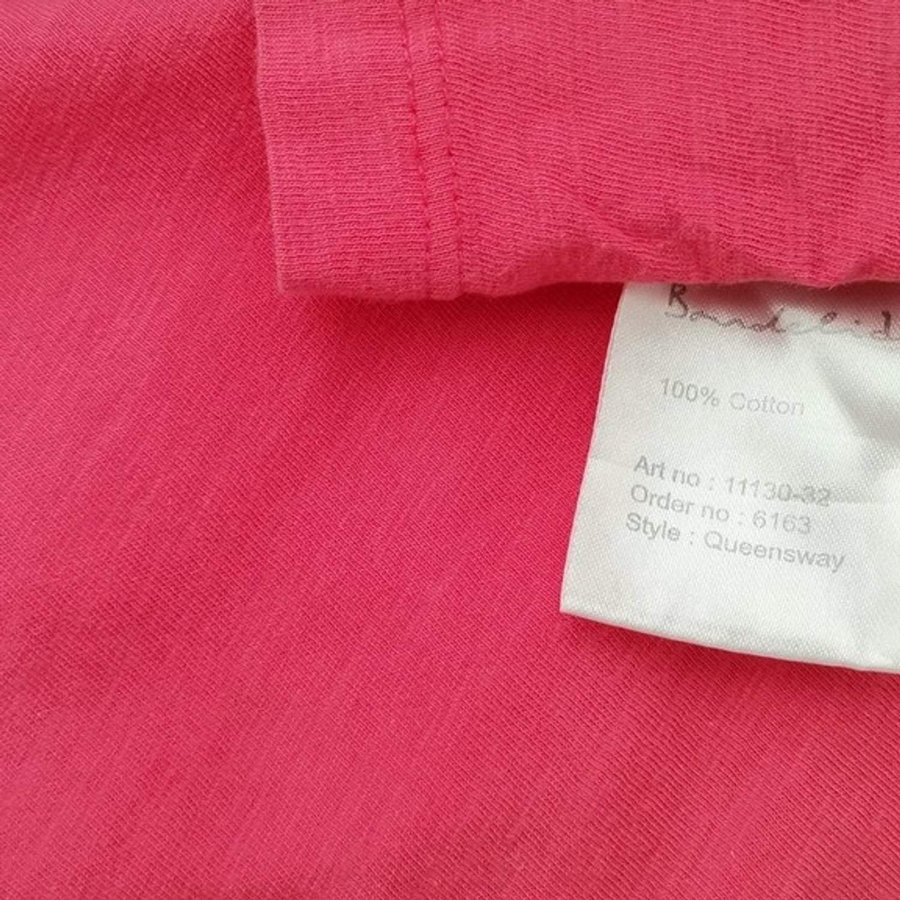 100% Cotton
Art no : 11130-32
Order no : 6163
Style : Queensway